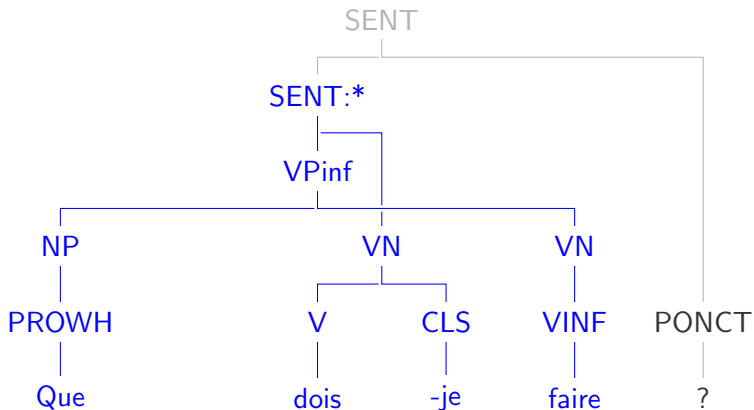 SENT
SENT:*
VPinf
NP VN VN
PROWH V CLS VINF PONCT
Que dois -je faire ?